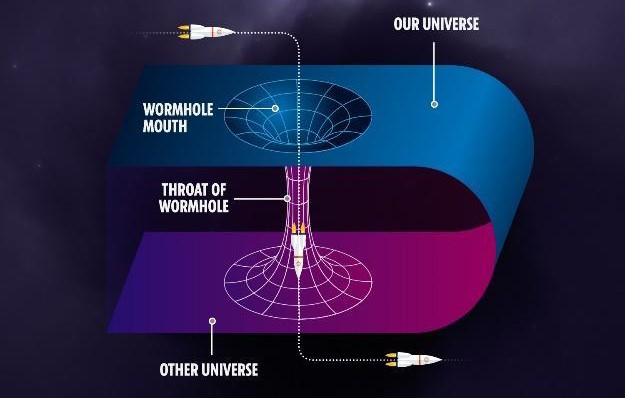 OUR UNIVERSE
WORMHOLE
MOUTH
THROAT OF
WORMHOLE
OTHER UNIVERSE